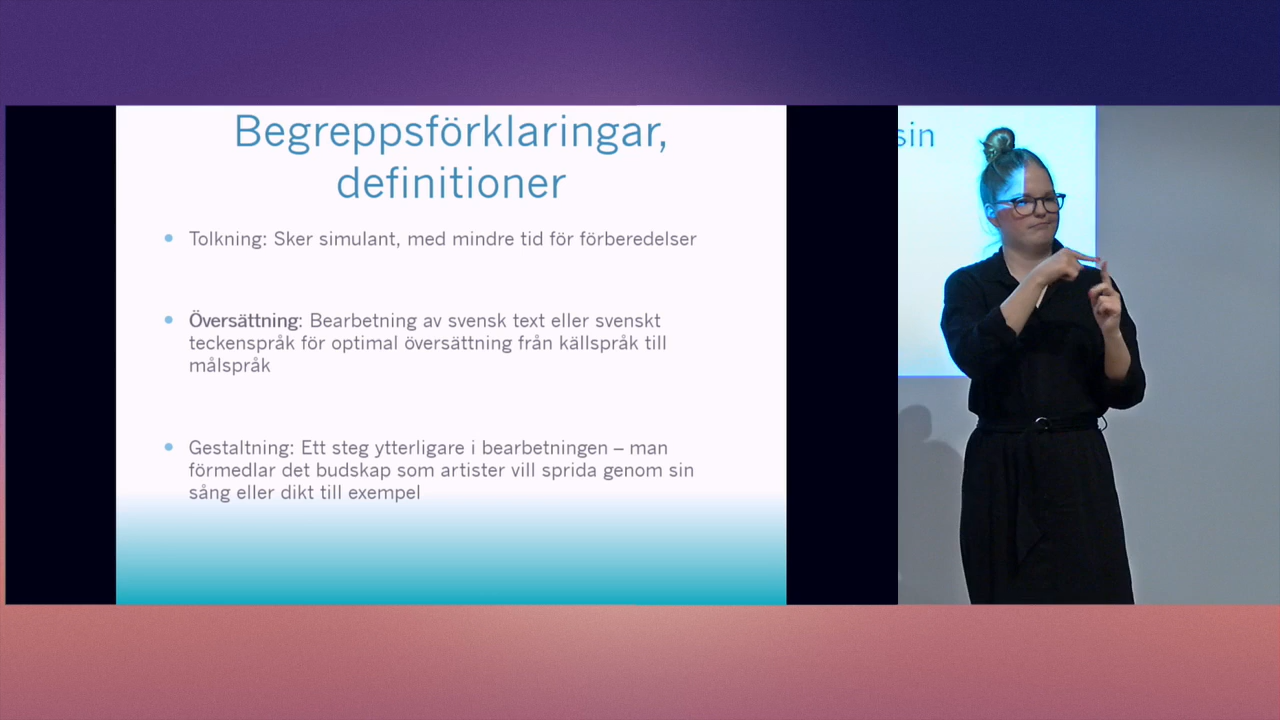 Begreppsförklaringar,
definitioner
Tolkning: Sker simulant, med mindre tid för förberedelser
Översättning: Bearbetning av svensk text eller svenskt
teckenspråk för optimal översättning från källspråk till
målspråk
Gestaltning: Ett steg ytterligare i bearbetningen – man
förmedlar det budskap som artister vill sprida genom sin
sång eller dikt till exempel
sin